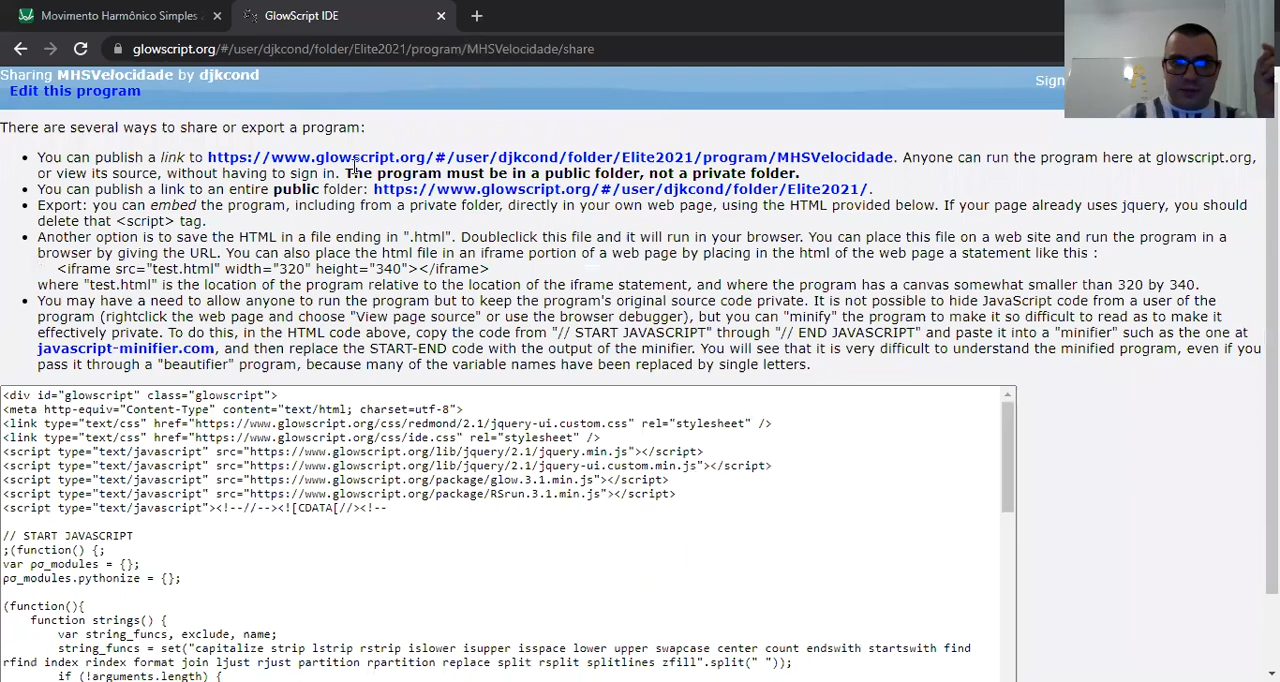 Movimento Harmônico Simples
GlowScript IDE
glowscript.org/#/user/djkcond/folder/Elite2021/program/MHSVelocidade/share
Sharing MHSVelocidade by djkcond
Sign
Edit this program
There are several ways to share or export a program:
You can publish a link to https://www.glowscript.org/#/user/djkcond/folder/Elite2021/program/MHSVelocidade. Anyone can run the program here at glowscript.org,
or view its source, without having to sign in. The program must be in a public folder, not a private folder.
You can publish a link to an entire public folder: https://www.glowscript.org/#/user/djkcond/folder/Elite2021/.
Export: you can embed the program, including from a private folder, directly in your own web page, using the HTML provided below. If your page already uses jquery, you should
delete that <script> tag.
Another option is to save the HTML in a file ending in ".html". Doubleclick this file and it will run in your browser. You can place this file on a web site and run the program in a
browser by giving the URL. You can also place the html file in an iframe portion of a web page by placing in the html of the web page a statement like this :
<iframe src="test.html" width="320" height="340"></iframe>
where "test.html" is the location of the program relative to the location of the iframe statement, and where the program has a canvas somewhat smaller than 320 by 340.
You may have a need to allow anyone to run the program but to keep the program's original source code private. It is not possible to hide JavaScript code from a user of the
program (rightclick the web page and choose "View page source" or use the browser debugger), but you can "minify" the program to make it so difficult to read as to make it
effectively private. To do this, in the HTML code above, copy the code from "// START JAVASCRIPT" through "// END JAVASCRIPT" and paste it into a "minifier" such as the one at
javascript-minifier.com, and then replace the START-END code with the output of the minifier. You will see that it is very difficult to understand the minified program, even if you
pass it through a "beautifier" program, because many of the variable names have been replaced by single letters.
<div id="glowscript" class="glowscript">
<meta http-equiv="Content-Type" content="text/html; charset=utf-8">
<link type="text/css" href="https://www.glowscript.org/css/redmond/2.1/jquery-ui.custom.css" rel="stylesheet" />
<link type="text/css" href="https://www.glowscript.org/css/ide.css" rel="stylesheet" />
<script type="text/javascript" src="https://www.glowscript.org/lib/jquery/2.1/jquery.min.js"></script>
<script type="text/javascript" src="https://www.glowscript.org/lib/jquery/2.1/jquery-ui.custom.min.js"></script>
<script type="text/javascript" src="https://www.glowscript.org/package/glow.3.1.min.js"></script>
<script type="text/javascript" src="https://www.glowscript.org/package/RSrun.3.1.min.js"></script>
<script type="text/javascript"><!--//--><![CDATA[//><!--
// START JAVASCRIPT
;(function() {;
var ρσ_modules = {};
ρσ_modules.pythonize = {};
(function(){
function strings() {
var string_funcs, exclude, name;
string_funcs = set("capitalize strip lstrip rstrip islower isupper isspace lower upper swapcase center count endswith startswith find
rfind index rindex format join ljust rjust partition rpartition replace split rsplit splitlines zfill".split(" "));
if (!arguments.length) {